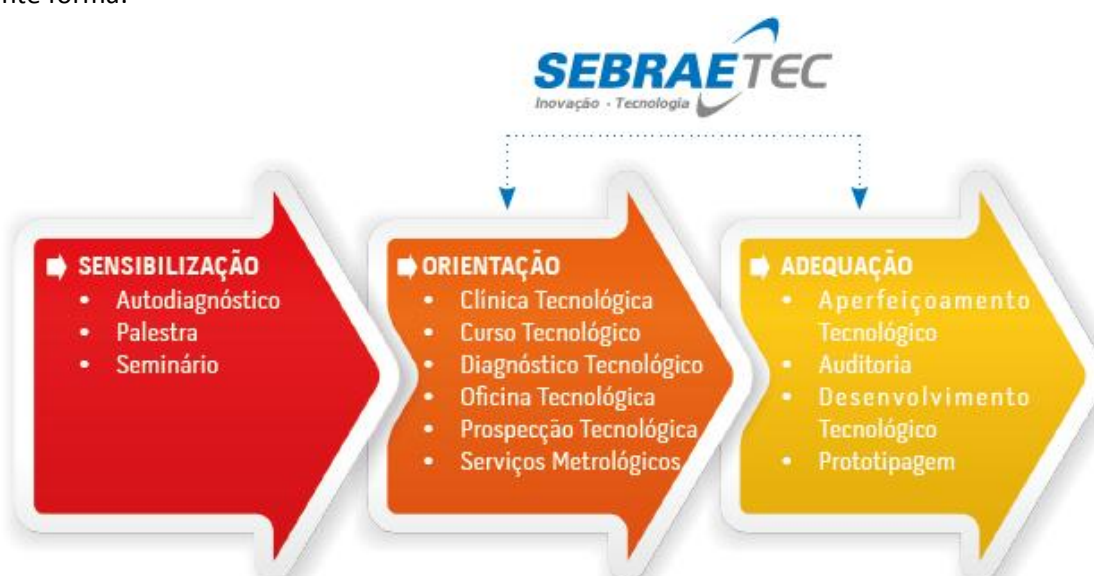 nte forma:
SEBRAETEC
Inovação - Tecnologia
SENSIBILIZAÇÃO
• Autodiagnóstico
• Palestra
• Seminário
ORIENTAÇÃO
• Clínica Tecnológica
• Curso Tecnológico
• Diagnóstico Tecnológico
• Oficina Tecnológica
• Prospecção Tecnológica
• Serviços Metrológicos
ADEQUAÇÃO
• Aperfeiçoamento
Tecnológico
• Auditoria
• Desenvolvimento
Tecnológico
• Prototipagem